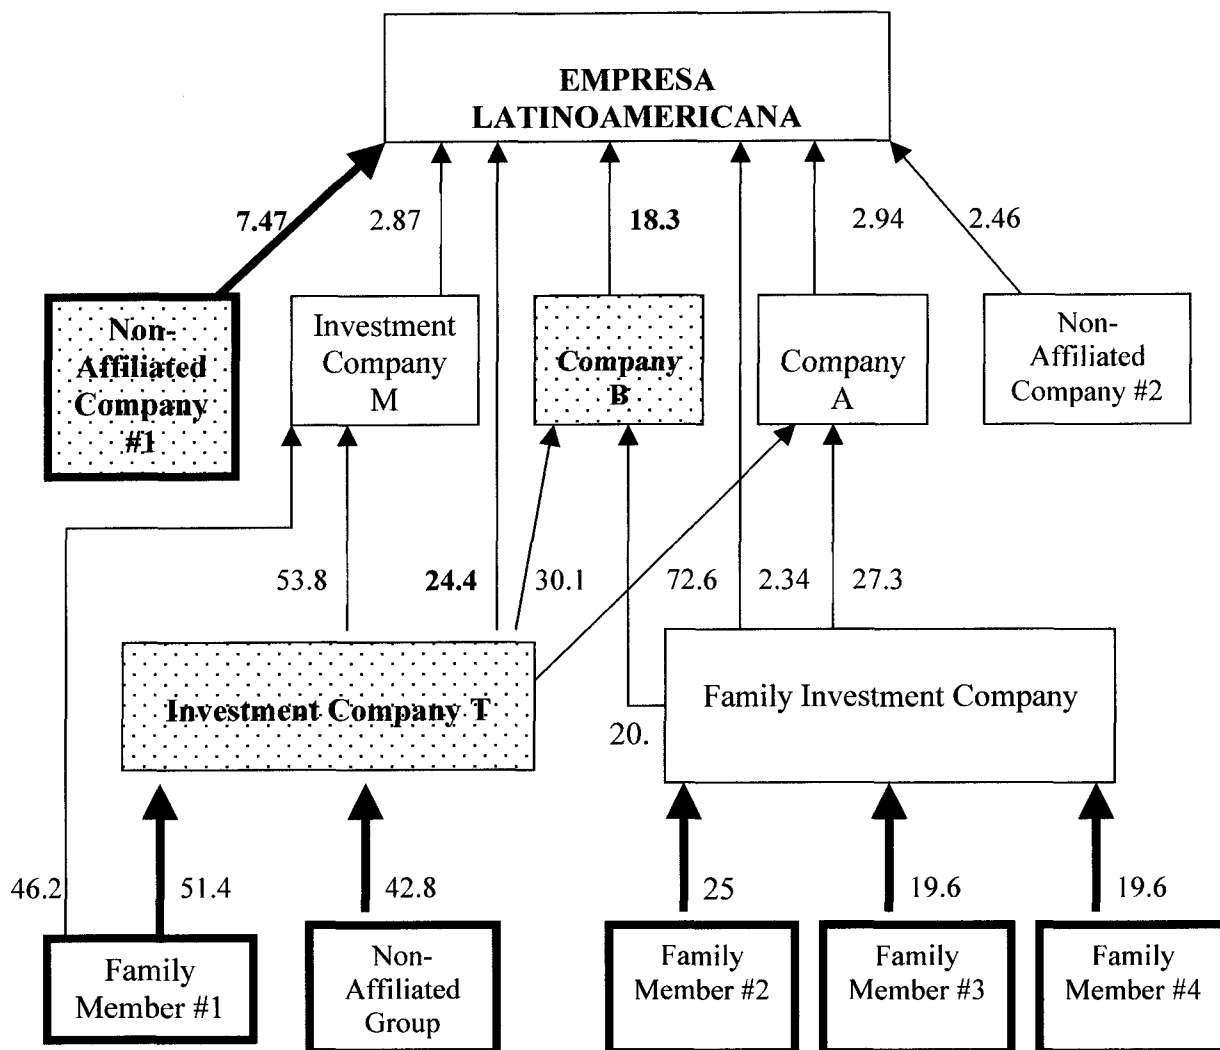 EMPRESA
LATINOAMERICANA
7.47
2.87
18.3
2.94
2.46
Non-
Affiliated
Company
#1
Investment
Company
M
Company
B
Company
A
Non-
Affiliated
Company #2
53.8
24.4
30.1
72.6
2.34
27.3
Investment Company T
Family Investment Company
20.
46.2
51.4
42.8
25
19.6
19.6
Family
Member #1
Non-
Affiliated
Group
Family
Member #2
Family
Member #3
Family
Member #4